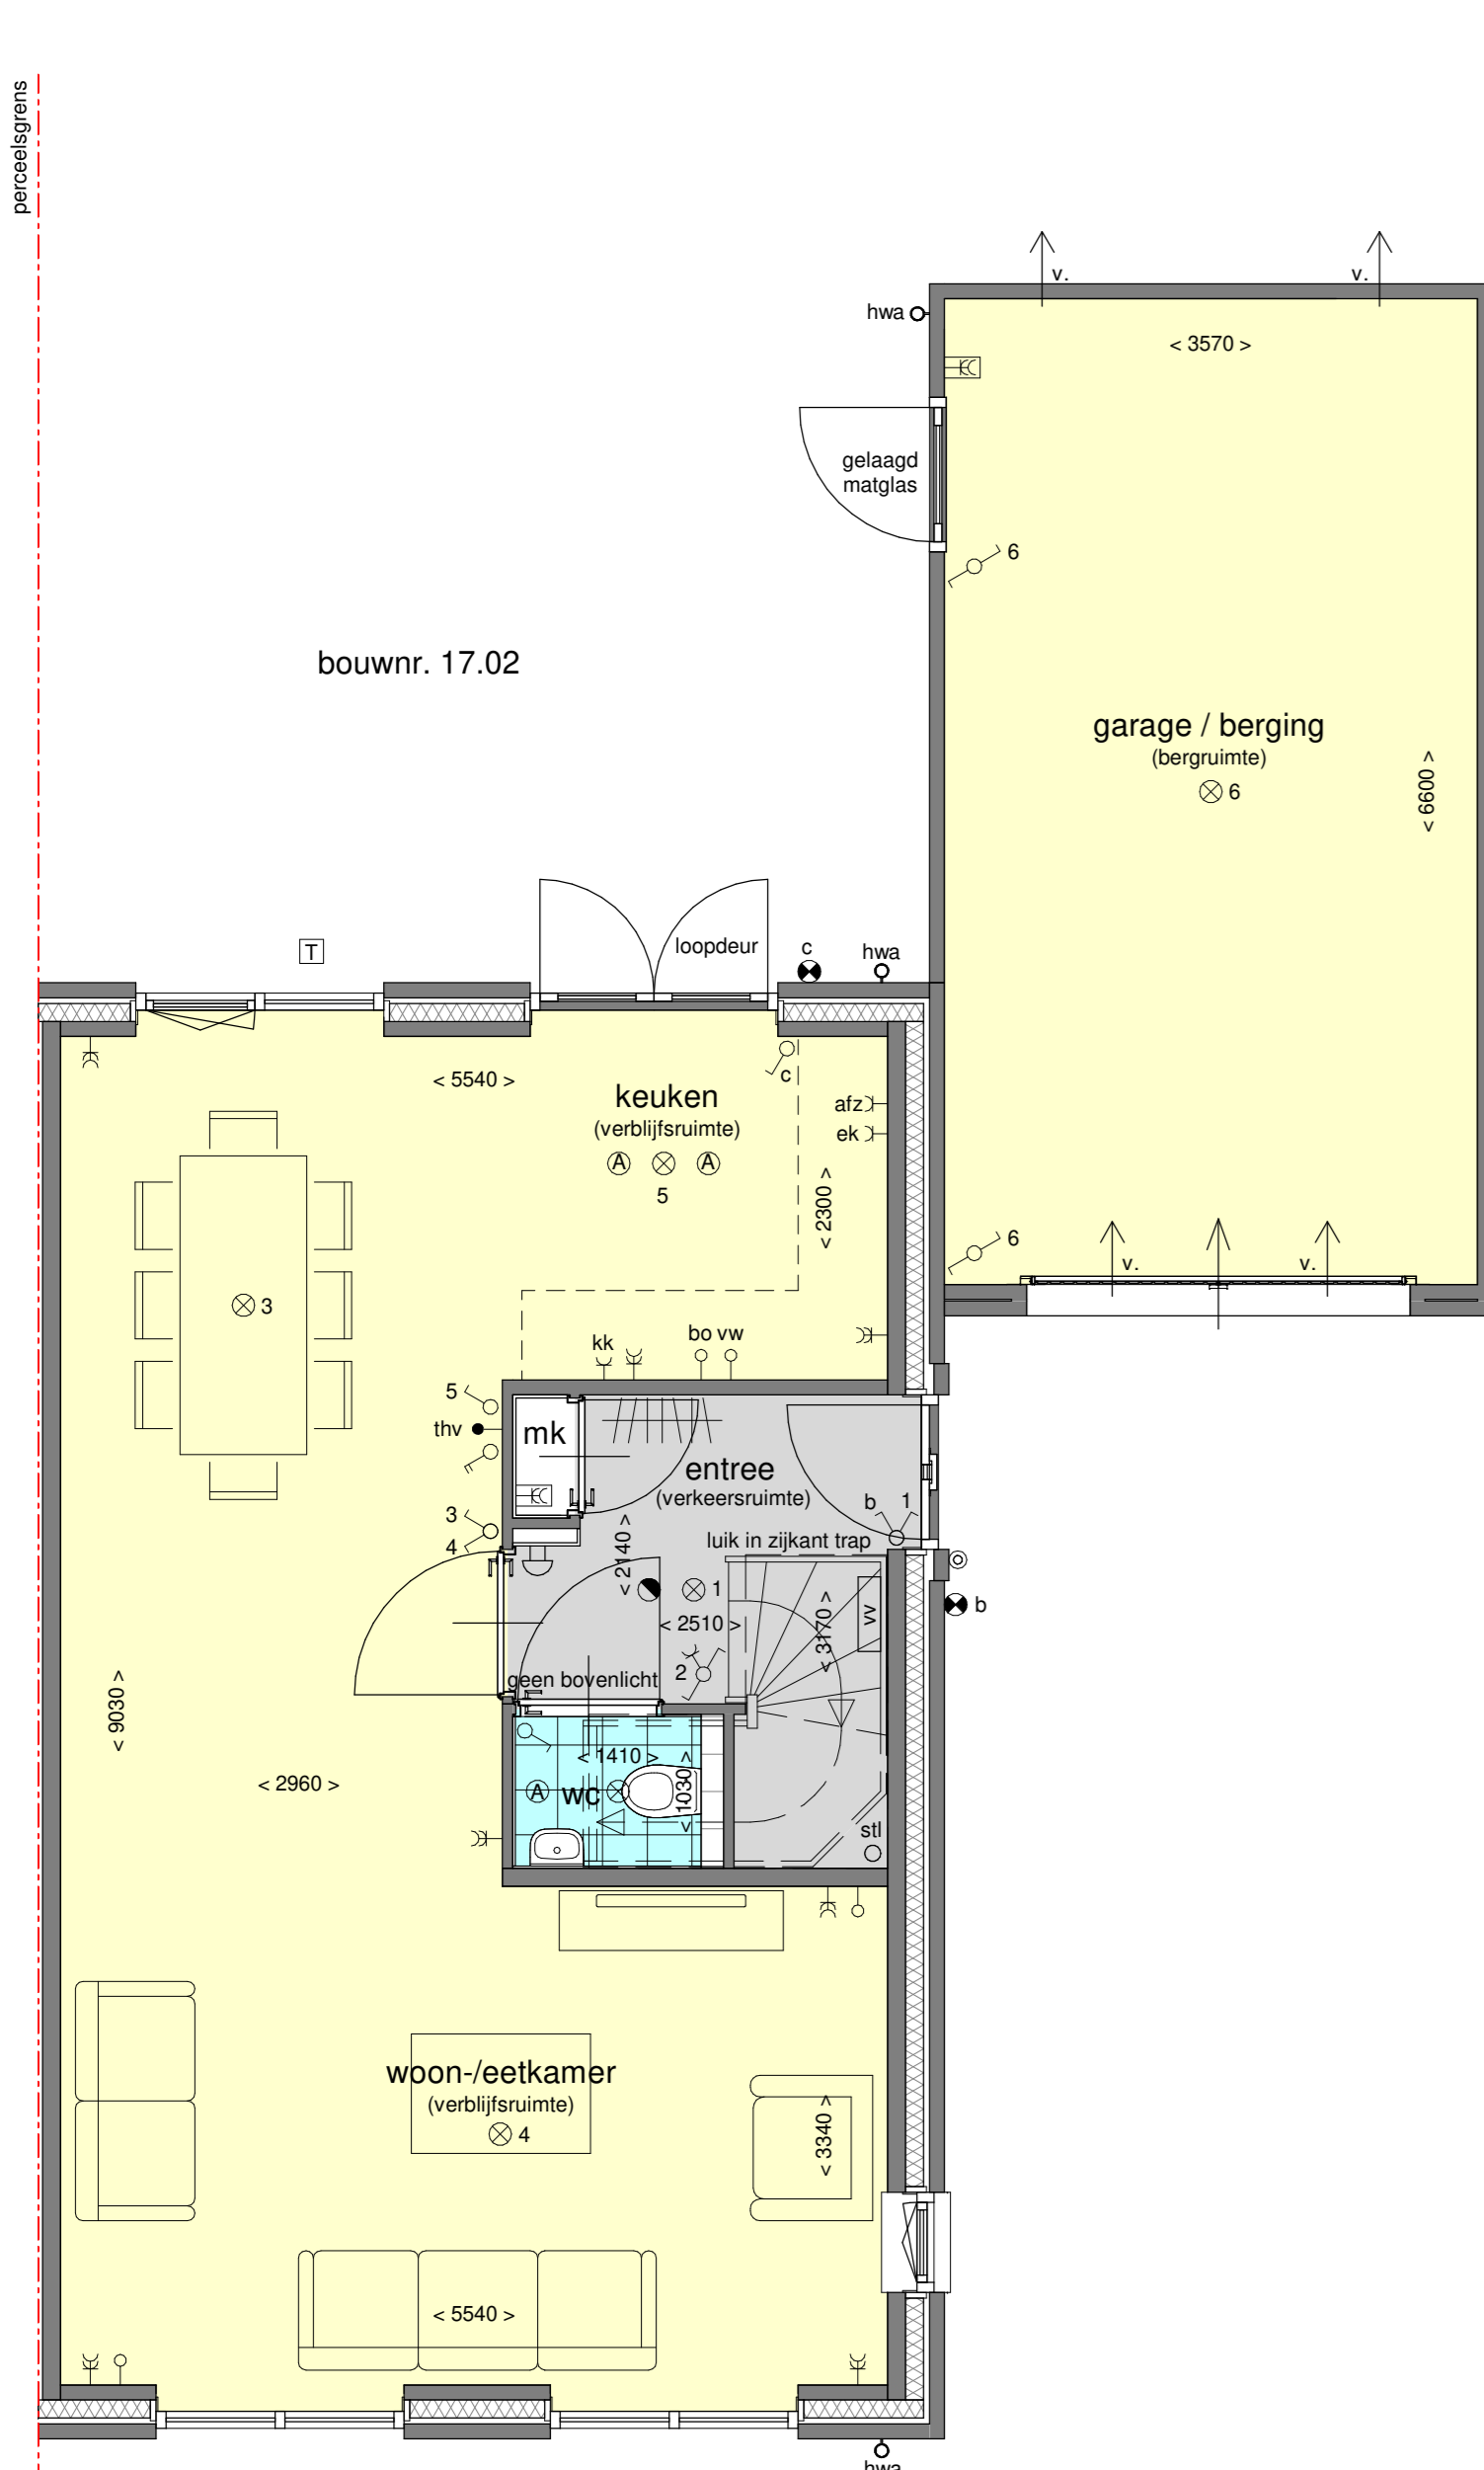 perceelsgrens
v.
v.
hwa
< 3570 >
gelaagd
matglas
6
bouwnr. 17.02
garage / berging
(bergruimte)
6
< 6600 >
T
loopdeur
c
hwa
< 5540 >
keuken
(verblijfsruimte)
A
A
5
c
afz
ek
< 2300 >
6
v.
v.
3
kk
bo vw
5
thv
mk
entree
(verkeersruimte)
b
1
3
4
< 2140 >
luik in zijkant trap
1
< 2510 >
< 3170 >
vv
b
geen bovenlicht
2
< 9030 >
< 2960 >
< 1410 >
A
wc
< 1030 >
stl
woon-/eetkamer
(verblijfsruimte)
4
< 3340 >
< 5540 >
hwa